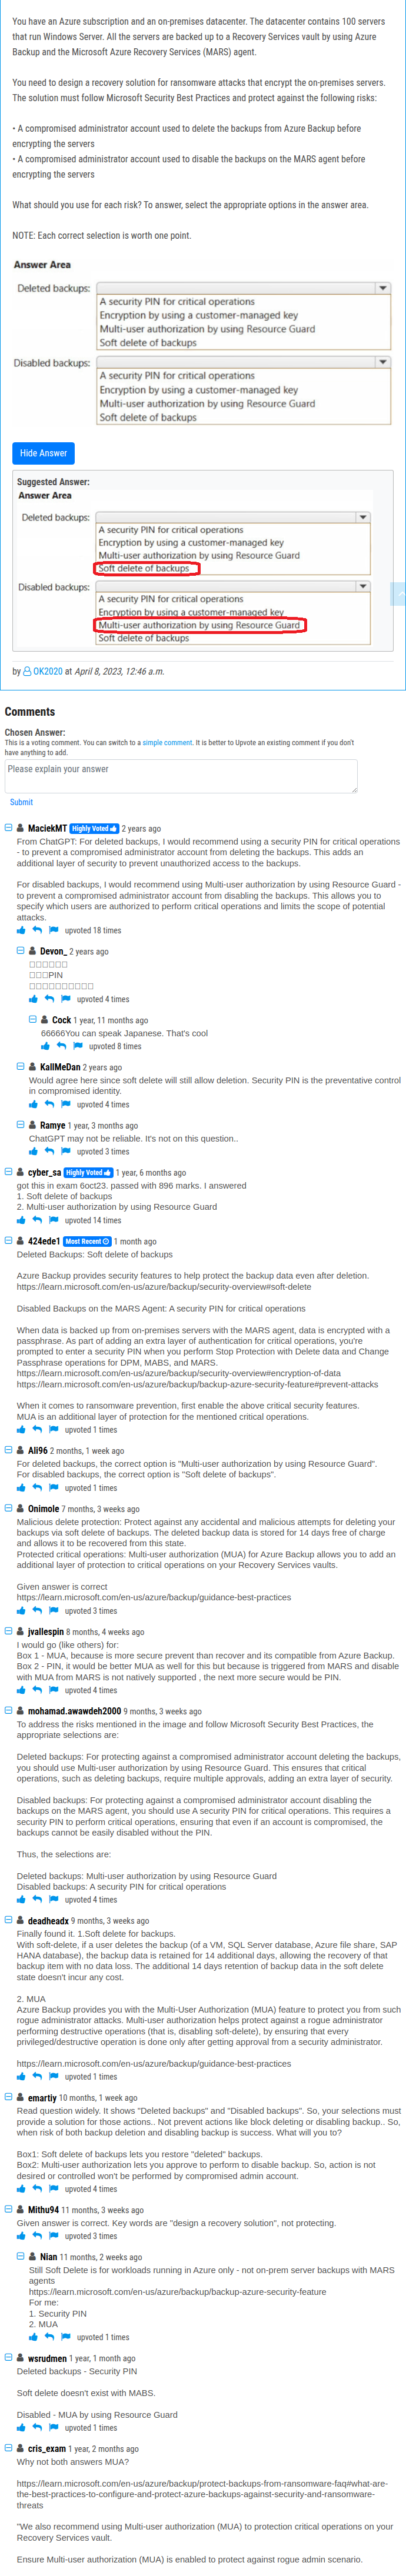 You have an Azure subscription and an on-premises datacenter. The datacenter contains 100 servers
that run Windows Server. All the servers are backed up to a Recovery Services vault by using Azure
Backup and the Microsoft Azure Recovery Services (MARS) agent.
You need to design a recovery solution for ransomware attacks that encrypt the on-premises servers.
The solution must follow Microsoft Security Best Practices and protect against the following risks:
• A compromised administrator account used to delete the backups from Azure Backup before
encrypting the servers
• A compromised administrator account used to disable the backups on the MARS agent before
encrypting the servers
What should you use for each risk? To answer, select the appropriate options in the answer area.
NOTE: Each correct selection is worth one point.
Answer Area
Deleted backups:
A security PIN for critical operations
Encryption by using a customer-managed key
Multi-user authorization by using Resource Guard
Soft delete of backups
Disabled backups:
A security PIN for critical operations
Encryption by using a customer-managed key
Multi-user authorization by using Resource Guard
Soft delete of backups
Hide Answer
Suggested Answer:
Answer Area
Deleted backups:
A security PIN for critical operations
Encryption by using a customer-managed key
Multi-user authorization by using Resource Guard
Soft delete of backups
Disabled backups:
A security PIN for critical operations
Encryption by using a customer-managed key
Multi-user authorization by using Resource Guard
Soft delete of backups
by OK2020 at April 8, 2023, 12:46 a.m.
Comments
Chosen Answer:
This is a voting comment. You can switch to a simple comment. It is better to Upvote an existing comment if you don't
have anything to add.
Please explain your answer
Submit
MaciekMT Highly Voted 2 years ago
From ChatGPT: For deleted backups, I would recommend using a security PIN for critical operations
- to prevent a compromised administrator account from deleting the backups. This adds an
additional layer of security to prevent unauthorized access to the backups.
For disabled backups, I would recommend using Multi-user authorization by using Resource Guard -
to prevent a compromised administrator account from disabling the backups. This allows you to
specify which users are authorized to perform critical operations and limits the scope of potential
attacks.
upvoted 18 times
Devon_ 2 years ago
□□□□□□
□□□PIN
□□□□□□□□□□
upvoted 4 times
Cock 1 year, 11 months ago
66666You can speak Japanese. That's cool
upvoted 8 times
KallMeDan 2 years ago
Would agree here since soft delete will still allow deletion. Security PIN is the preventative control
in compromised identity.
upvoted 4 times
Ramye 1 year, 3 months ago
ChatGPT may not be reliable. It's not on this question..
upvoted 3 times
cyber_sa Highly Voted 1 year, 6 months ago
got this in exam 6oct23. passed with 896 marks. I answered
1. Soft delete of backups
2. Multi-user authorization by using Resource Guard
upvoted 14 times
424ede1 Most Recent 1 month ago
Deleted Backups: Soft delete of backups
Azure Backup provides security features to help protect the backup data even after deletion.
https://learn.microsoft.com/en-us/azure/backup/security-overview#soft-delete
Disabled Backups on the MARS Agent: A security PIN for critical operations
When data is backed up from on-premises servers with the MARS agent, data is encrypted with a
passphrase. As part of adding an extra layer of authentication for critical operations, you're
prompted to enter a security PIN when you perform Stop Protection with Delete data and Change
Passphrase operations for DPM, MABS, and MARS.
https://learn.microsoft.com/en-us/azure/backup/security-overview#encryption-of-data
https://learn.microsoft.com/en-us/azure/backup/backup-azure-security-feature#prevent-attacks
When it comes to ransomware prevention, first enable the above critical security features.
MUA is an additional layer of protection for the mentioned critical operations.
upvoted 1 times
Ali96 2 months, 1 week ago
For deleted backups, the correct option is "Multi-user authorization by using Resource Guard".
For disabled backups, the correct option is "Soft delete of backups".
upvoted 1 times
Onimole 7 months, 3 weeks ago
Malicious delete protection: Protect against any accidental and malicious attempts for deleting your
backups via soft delete of backups. The deleted backup data is stored for 14 days free of charge
and allows it to be recovered from this state.
Protected critical operations: Multi-user authorization (MUA) for Azure Backup allows you to add an
additional layer of protection to critical operations on your Recovery Services vaults.
Given answer is correct
https://learn.microsoft.com/en-us/azure/backup/guidance-best-practices
upvoted 3 times
jvallespin 8 months, 4 weeks ago
I would go (like others) for:
Box 1 - MUA, because is more secure prevent than recover and its compatible from Azure Backup.
Box 2 - PIN, it would be better MUA as well for this but because is triggered from MARS and disable
with MUA from MARS is not natively supported , the next more secure would be PIN.
upvoted 4 times
mohamad.awawdeh2000 9 months, 3 weeks ago
To address the risks mentioned in the image and follow Microsoft Security Best Practices, the
appropriate selections are:
Deleted backups: For protecting against a compromised administrator account deleting the backups,
you should use Multi-user authorization by using Resource Guard. This ensures that critical
operations, such as deleting backups, require multiple approvals, adding an extra layer of security.
Disabled backups: For protecting against a compromised administrator account disabling the
backups on the MARS agent, you should use A security PIN for critical operations. This requires a
security PIN to perform critical operations, ensuring that even if an account is compromised, the
backups cannot be easily disabled without the PIN.
Thus, the selections are:
Deleted backups: Multi-user authorization by using Resource Guard
Disabled backups: A security PIN for critical operations
upvoted 4 times
deadheadx 9 months, 3 weeks ago
Finally found it. 1.Soft delete for backups.
With soft-delete, if a user deletes the backup (of a VM, SQL Server database, Azure file share, SAP
HANA database), the backup data is retained for 14 additional days, allowing the recovery of that
backup item with no data loss. The additional 14 days retention of backup data in the soft delete
state doesn't incur any cost.
2. MUA
Azure Backup provides you with the Multi-User Authorization (MUA) feature to protect you from such
rogue administrator attacks. Multi-user authorization helps protect against a rogue administrator
performing destructive operations (that is, disabling soft-delete), by ensuring that every
privileged/destructive operation is done only after getting approval from a security administrator.
https://learn.microsoft.com/en-us/azure/backup/guidance-best-practices
upvoted 1 times
emartiy 10 months, 1 week ago
Read question widely. It shows "Deleted backups" and "Disabled backups". So, your selections must
provide a solution for those actions.. Not prevent actions like block deleting or disabling backup.. So,
when risk of both backup deletion and disabling backup is success. What will you to?
Box1: Soft delete of backups lets you restore "deleted" backups.
Box2: Multi-user authorization lets you approve to perform to disable backup. So, action is not
desired or controlled won't be performed by compromised admin account.
upvoted 4 times
Mithu94 11 months, 3 weeks ago
Given answer is correct. Key words are "design a recovery solution", not protecting.
upvoted 3 times
Nian 11 months, 2 weeks ago
Still Soft Delete is for workloads running in Azure only - not on-prem server backups with MARS
agents
https://learn.microsoft.com/en-us/azure/backup/backup-azure-security-feature
For me:
1. Security PIN
2. MUA
upvoted 1 times
wsrudmen 1 year, 1 month ago
Deleted backups - Security PIN
Soft delete doesn't exist with MABS.
Disabled - MUA by using Resource Guard
upvoted 1 times
cris_exam 1 year, 2 months ago
Why not both answers MUA?
https://learn.microsoft.com/en-us/azure/backup/protect-backups-from-ransomware-faq#what-are-
the-best-practices-to-configure-and-protect-azure-backups-against-security-and-ransomware-
threats
"We also recommend using Multi-user authorization (MUA) to protection critical operations on your
Recovery Services vault.
Ensure Multi-user authorization (MUA) is enabled to protect against rogue admin scenario.